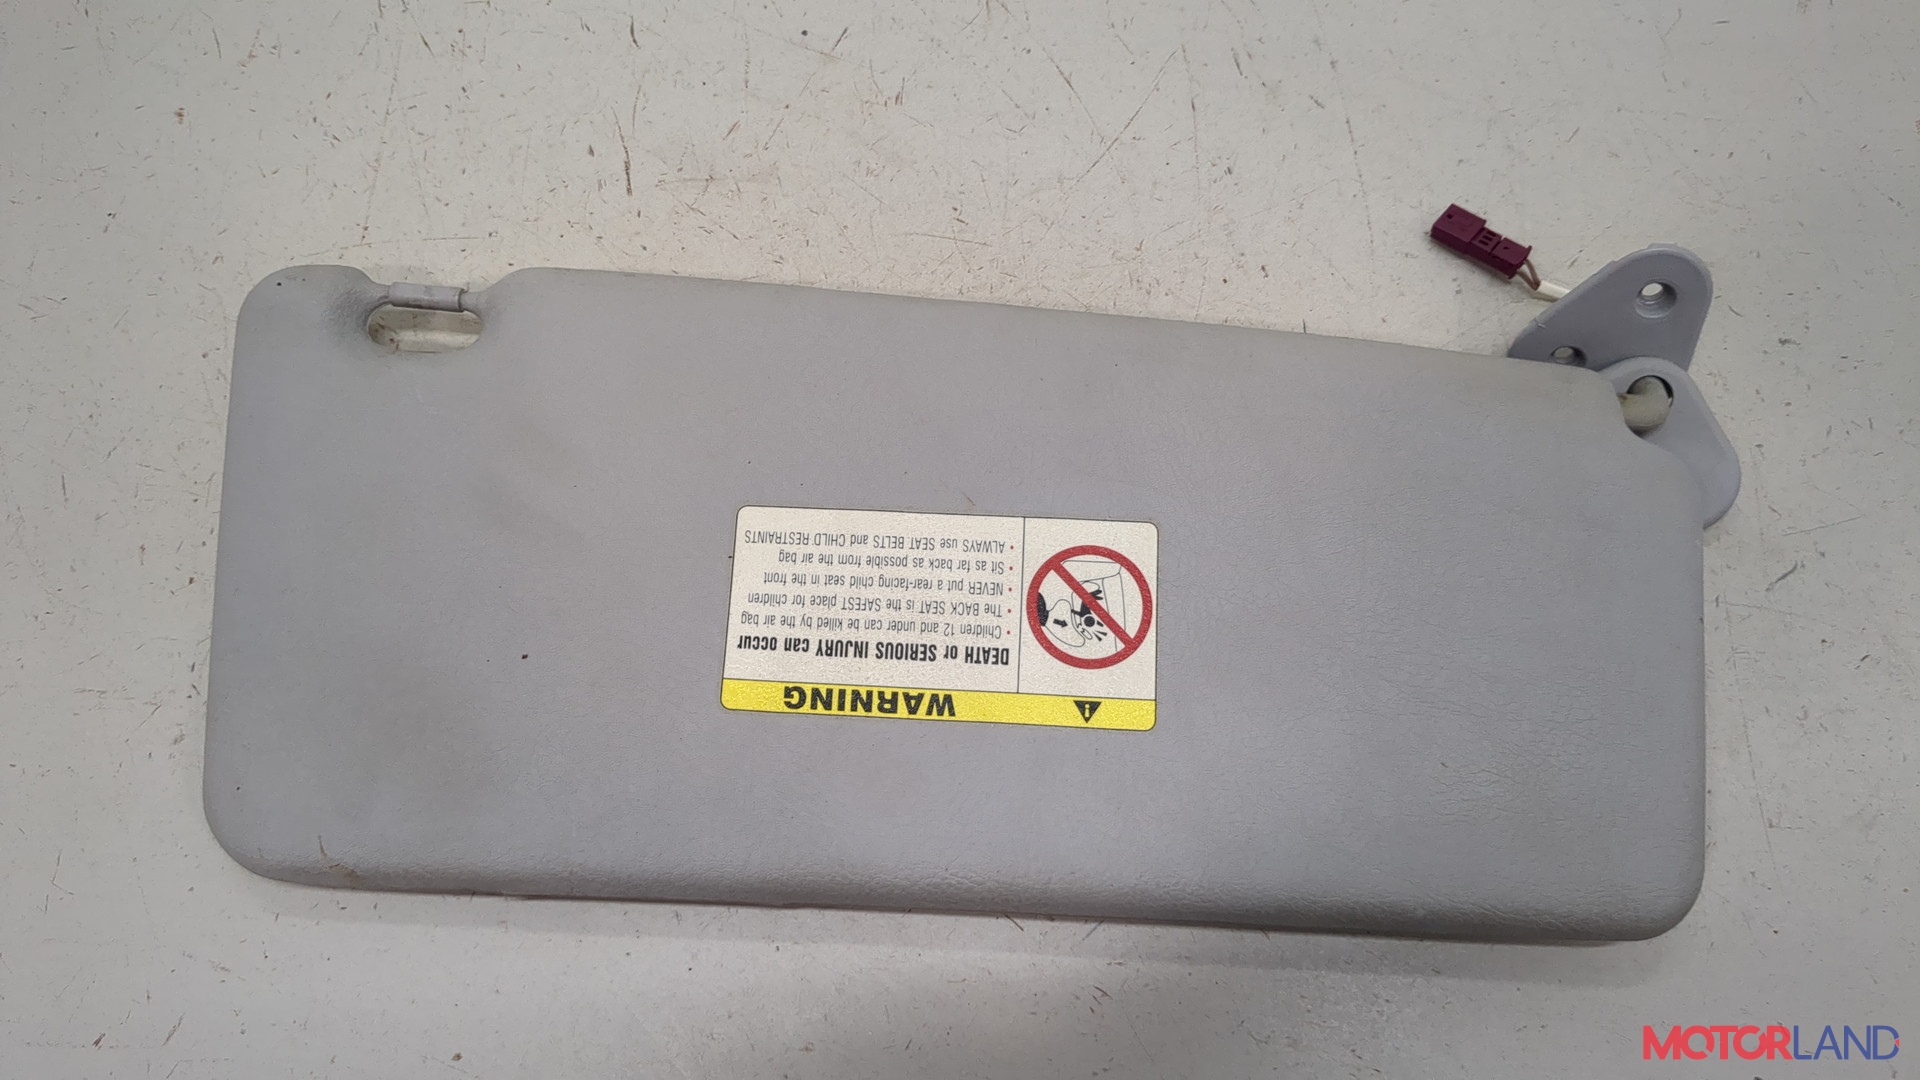 WARNING
DEATH or SERIOUS INJURY can occur
• Children 12 and under can be killed by the air bag
• The BACK SEAT is the SAFEST place for children
• NEVER put a rear-facing child seat in the front
• Sit as far back as possible from the air bag
• ALWAYS use SEAT BELTS and CHILD RESTRAINTS
MOTORLAND